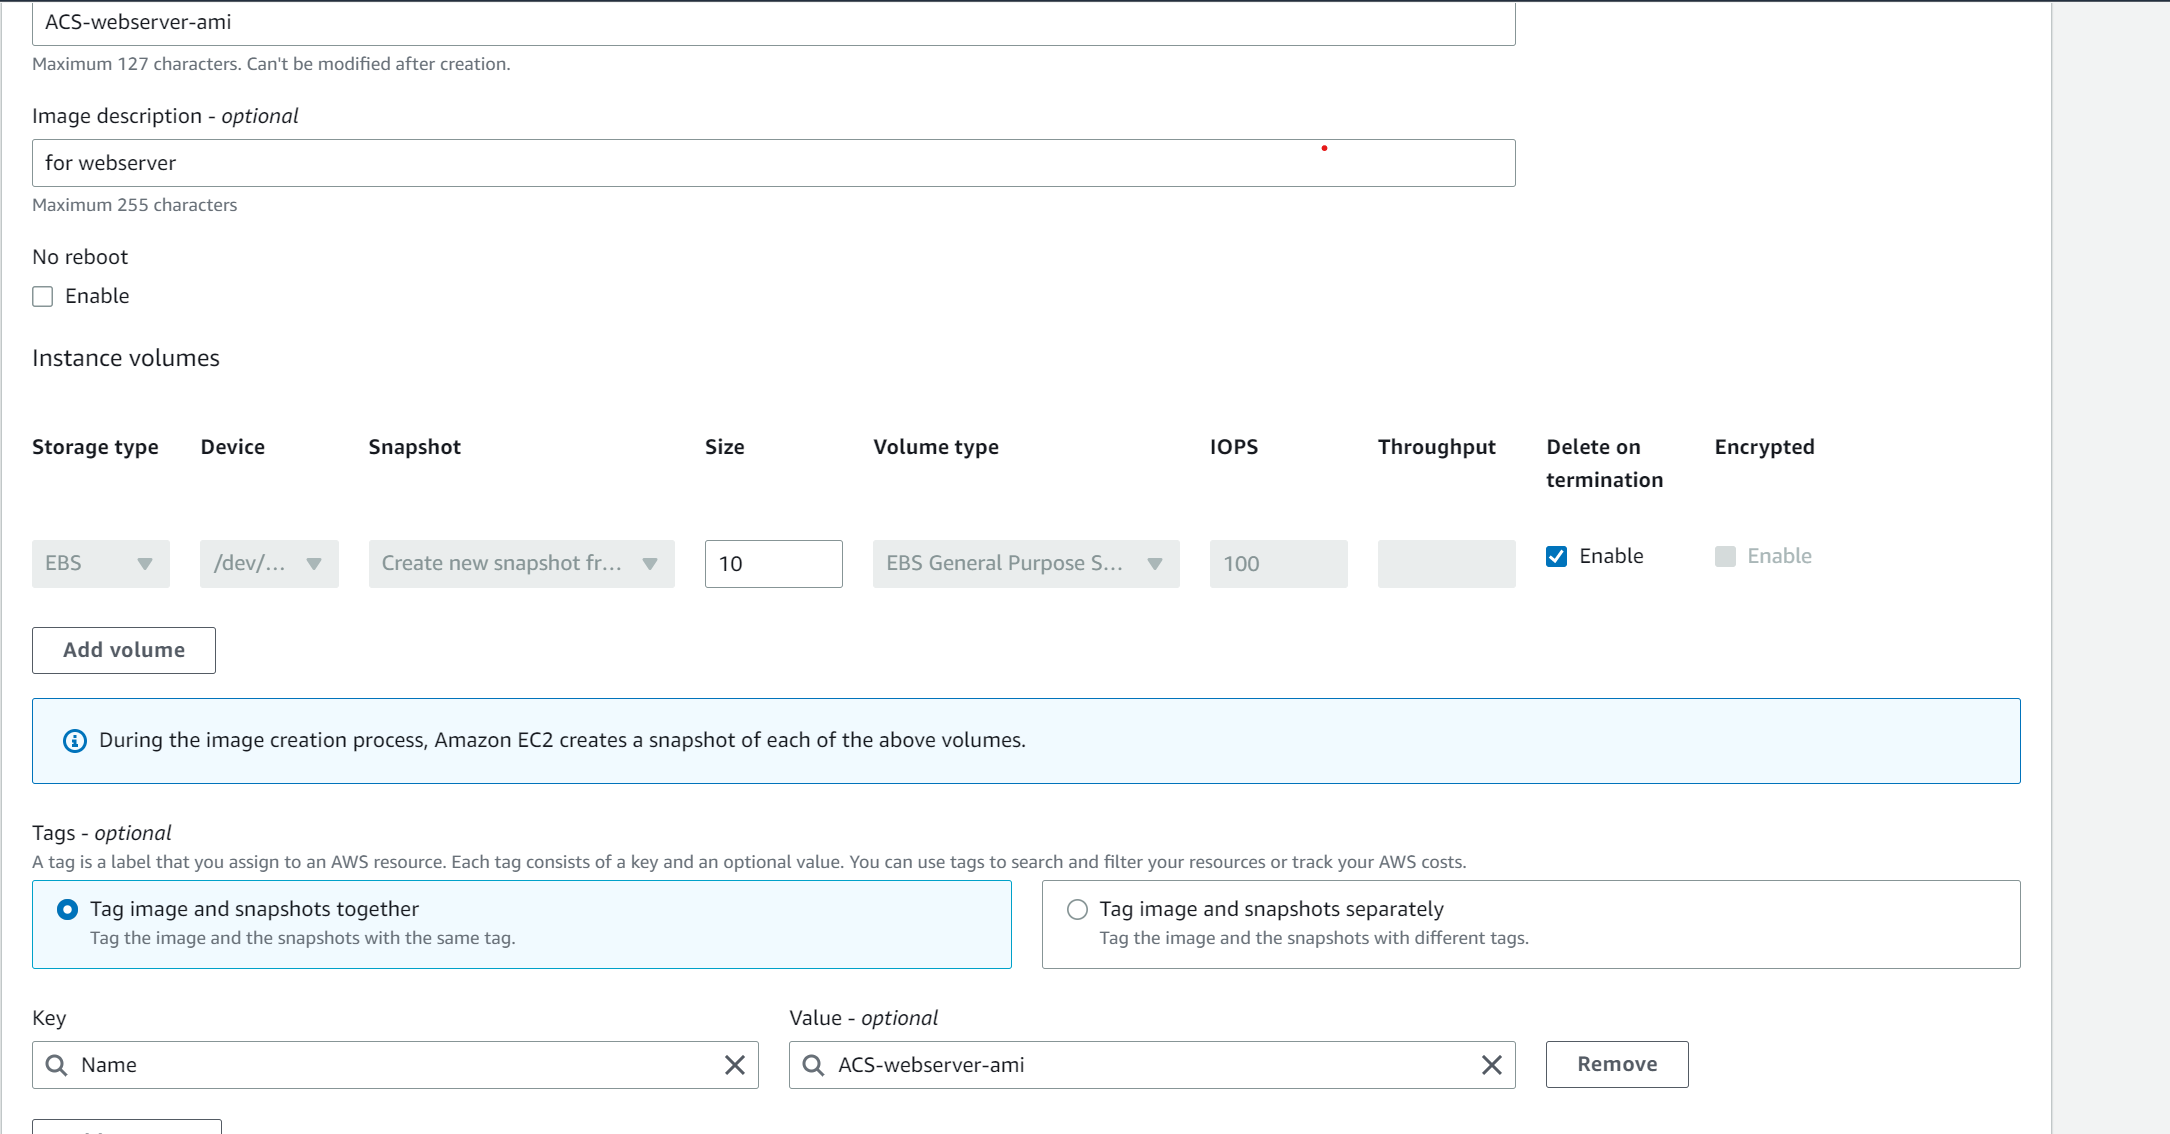 ACS-webserver-ami
Maximum 127 characters. Can't be modified after creation.
Image description - optional
for webserver
Maximum 255 characters
No reboot
Enable
Instance volumes
Storage type Device Snapshot Size Volume type IOPS Throughput Delete on termination Encrypted
EBS /dev/... Create new snapshot fr... 10 EBS General Purpose S... 100 Enable Enable
Add volume
During the image creation process, Amazon EC2 creates a snapshot of each of the above volumes.
Tags - optional
A tag is a label that you assign to an AWS resource. Each tag consists of a key and an optional value. You can use tags to search and filter your resources or track your AWS costs.
Tag image and snapshots together
Tag the image and the snapshots with the same tag.
Tag image and snapshots separately
Tag the image and the snapshots with different tags.
Key Value - optional
Name ACS-webserver-ami Remove